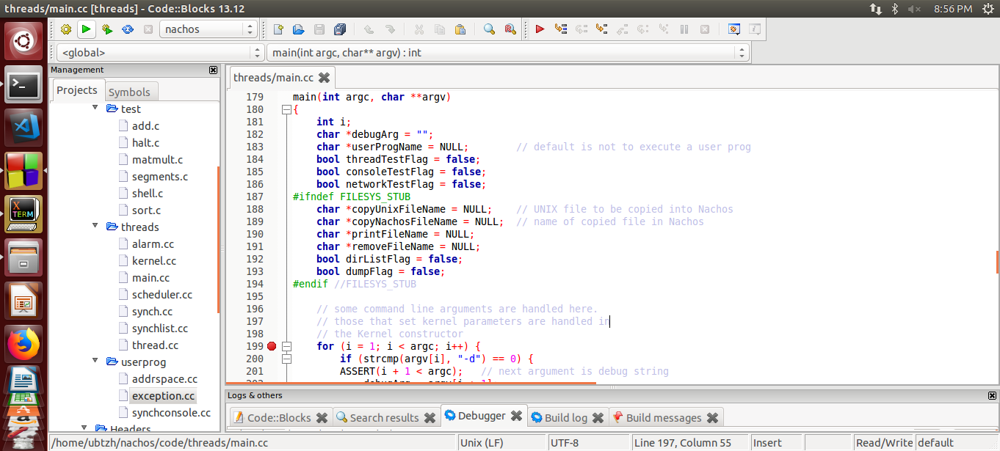 threads/main.cc [threads] - Code::Blocks 13.12
8:56 PM
nachos
<global>
main(int argc, char** argv) : int
Management
Projects
Symbols
test
add.c
halt.c
matmult.c
segments.c
shell.c
sort.c
threads
alarm.cc
kernel.cc
main.cc
scheduler.cc
synch.cc
synchlist.cc
thread.cc
userprog
addrspace.cc
exception.cc
synchconsole.cc
Headers
threads/main.cc
179 main(int argc, char **argv)
180 {
181 int i;
182 char *debugArg = "";
183 char *userProgName = NULL; // default is not to execute a user prog
184 bool threadTestFlag = false;
185 bool consoleTestFlag = false;
186 bool networkTestFlag = false;
187 #ifndef FILESYS_STUB
188 char *copyUnixFileName = NULL; // UNIX file to be copied into Nachos
189 char *copyNachosFileName = NULL; // name of copied file in Nachos
190 char *printFileName = NULL;
191 char *removeFileName = NULL;
192 bool dirListFlag = false;
193 bool dumpFlag = false;
194 #endif //FILESYS_STUB
195
196 // some command line arguments are handled here.
197 // those that set kernel parameters are handled in
198 // the Kernel constructor
199 for (i = 1; i < argc; i++) {
200 if (strcmp(argv[i], "-d") == 0) {
201 ASSERT(i + 1 < argc); // next argument is debug string
202 debugArg = argv[i + 1];
Logs & others
Code::Blocks
Search results
Debugger
Build log
Build messages
/home/ubtzh/nachos/code/threads/main.cc
Unix (LF)
UTF-8
Line 197, Column 55
Insert
Read/Write
default
X
TERM